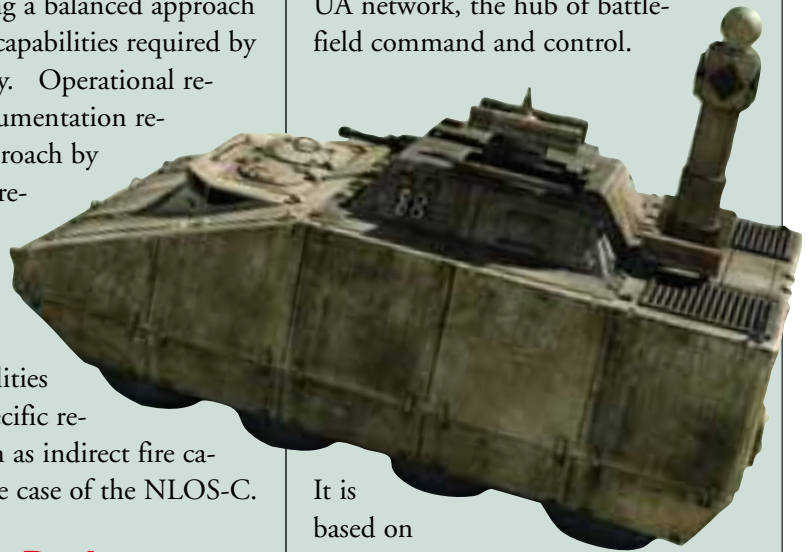 g a balanced approach
capabilities required by
y. Operational re-
umentation re-
roach by
re-
lities
cific re-
n as indirect fire ca-
e case of the NLOS-C.
UA network, the hub of battle-
field command and control.
88
It is
based on